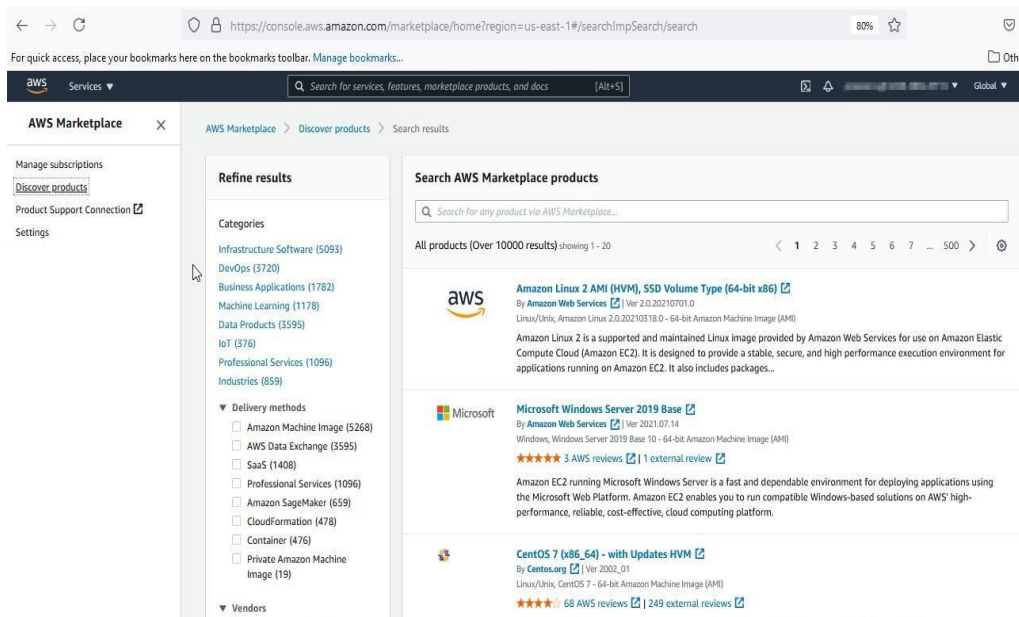 https://console.aws.amazon.com/marketplace/home?region=us-east-1#/search!mpSearch/search
80%
For quick access, place your bookmarks here on the bookmarks toolbar. Manage bookmarks...
Oth
aws
Services
Search for services, features, marketplace products, and docs [Alt+S]
Global
AWS Marketplace
Manage subscriptions
Discover products
Product Support Connection
Settings
AWS Marketplace > Discover products > Search results
Refine results
Categories
Infrastructure Software (5093)
DevOps (3720)
Business Applications (1782)
Machine Learning (1178)
Data Products (3595)
IoT (376)
Professional Services (1096)
Industries (859)
Delivery methods
Amazon Machine Image (5268)
AWS Data Exchange (3595)
SaaS (1408)
Professional Services (1096)
Amazon SageMaker (659)
CloudFormation (478)
Container (476)
Private Amazon Machine
Image (19)
Vendors
Search AWS Marketplace products
Search for any product via AWS Marketplace...
All products (Over 10000 results) showing 1 - 20
< 1 2 3 4 5 6 7 ... 500 >
aws
Amazon Linux 2 AMI (HVM), SSD Volume Type (64-bit x86)
By Amazon Web Services | Ver 2.0.20210701.0
Linux/Unix, Amazon Linux 2.0.20210318.0 - 64-bit Amazon Machine Image (AMI)
Amazon Linux 2 is a supported and maintained Linux image provided by Amazon Web Services for use on Amazon Elastic
Compute Cloud (Amazon EC2). It is designed to provide a stable, secure, and high performance execution environment for
applications running on Amazon EC2. It also includes packages...
Microsoft
Microsoft Windows Server 2019 Base
By Amazon Web Services | Ver 2021.07.14
Windows, Windows Server 2019 Base 10 - 64-bit Amazon Machine Image (AMI)
3 AWS reviews | 1 external review
Amazon EC2 running Microsoft Windows Server is a fast and dependable environment for deploying applications using
the Microsoft Web Platform. Amazon EC2 enables you to run compatible Windows-based solutions on AWS' high-
performance, reliable, cost-effective, cloud computing platform.
CentOS 7 (x86_64) - with Updates HVM
By Centos.org | Ver 2002_01
Linux/Unix, CentOS 7 - 64-bit Amazon Machine Image (AMI)
68 AWS reviews | 249 external reviews